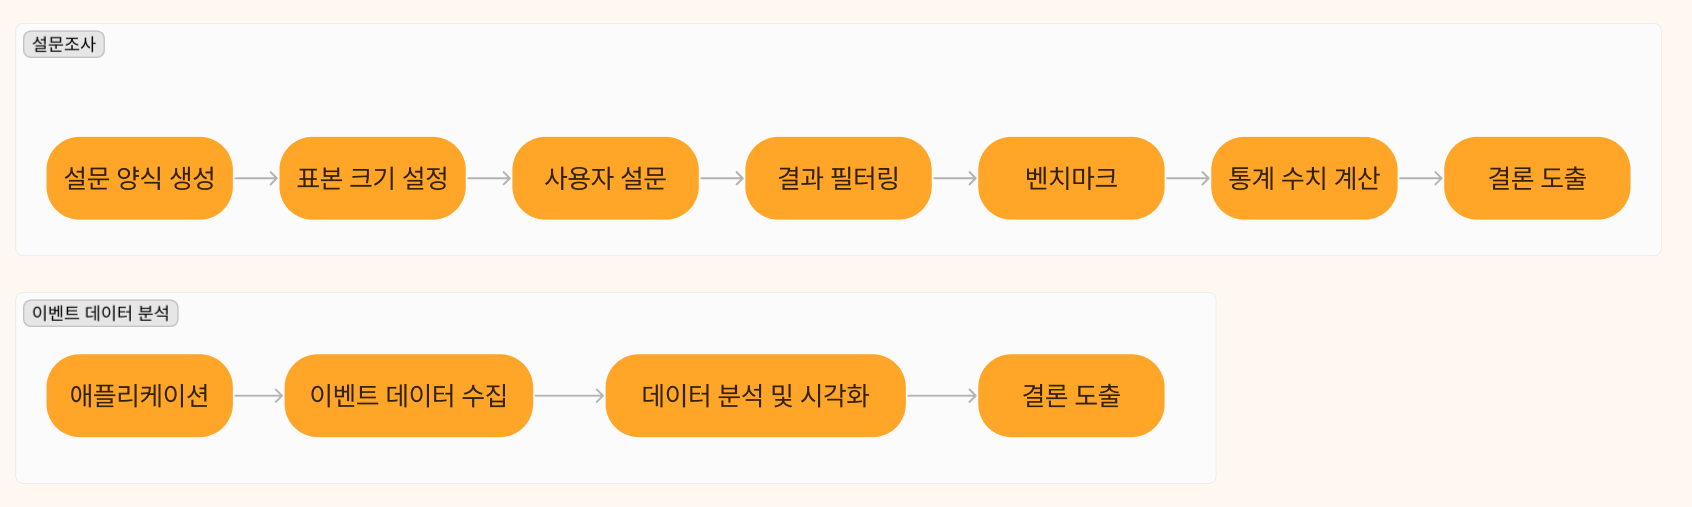 설문조사
설문 양식 생성
표본 크기 설정
사용자 설문
결과 필터링
벤치마크
통계 수치 계산
결론 도출
이벤트 데이터 분석
애플리케이션
이벤트 데이터 수집
데이터 분석 및 시각화
결론 도출